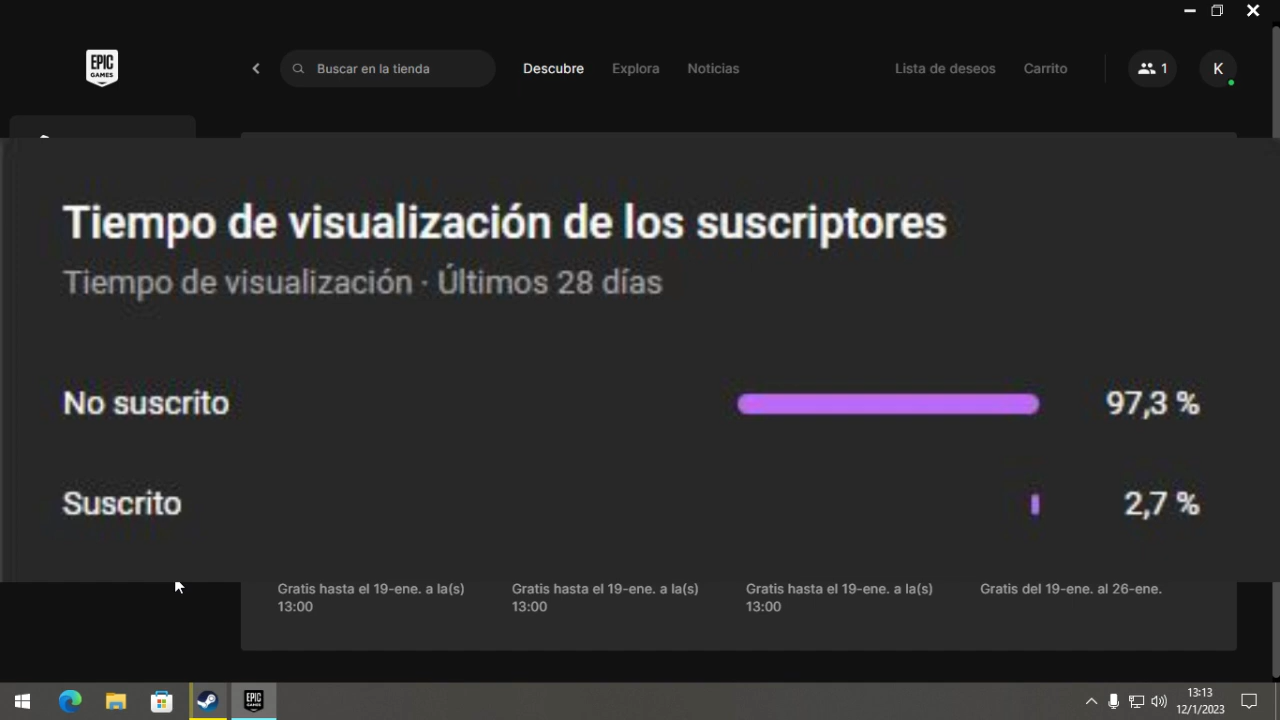 EPIC
GAMES
Buscar en la tienda
Descubre
Explora
Noticias
Lista de deseos
Carrito
1
K
Tiempo de visualización de los suscriptores
Tiempo de visualización · Últimos 28 días
No suscrito
97,3 %
Suscrito
2,7 %
Gratis hasta el 19-ene. a la(s)
13:00
Gratis hasta el 19-ene. a la(s)
13:00
Gratis hasta el 19-ene. a la(s)
13:00
Gratis del 19-ene. al 26-ene.
EPIC
GAMES
13:13
12/1/2023